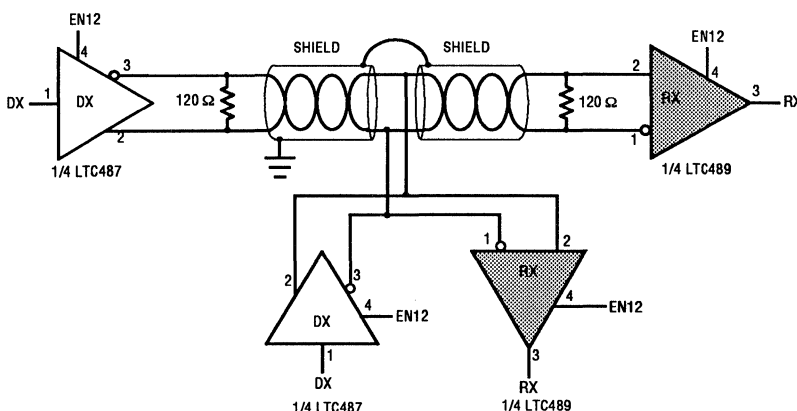 EN12
4
3
DX
1
DX
2
1/4 LTC487
120 Ω
SHIELD
SHIELD
120 Ω
EN12
4
2
RX
3
RX
1
1/4 LTC489
2
3
4
EN12
DX
1
DX
1/4 LTC487
1
2
RX
4
EN12
3
RX
1/4 LTC489